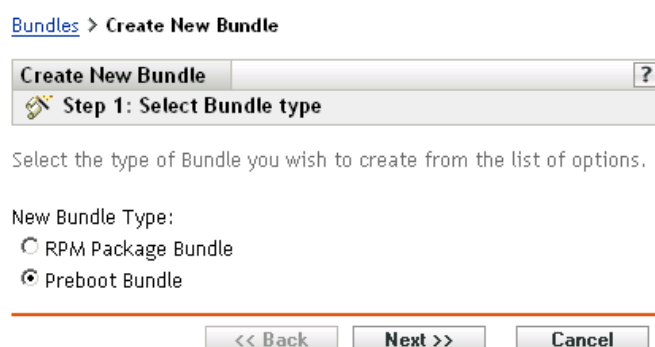 Bundles > Create New Bundle
Create New Bundle ?
Step 1: Select Bundle type
Select the type of Bundle you wish to create from the list of options.
New Bundle Type:
RPM Package Bundle
Preboot Bundle
<< Back Next >> Cancel